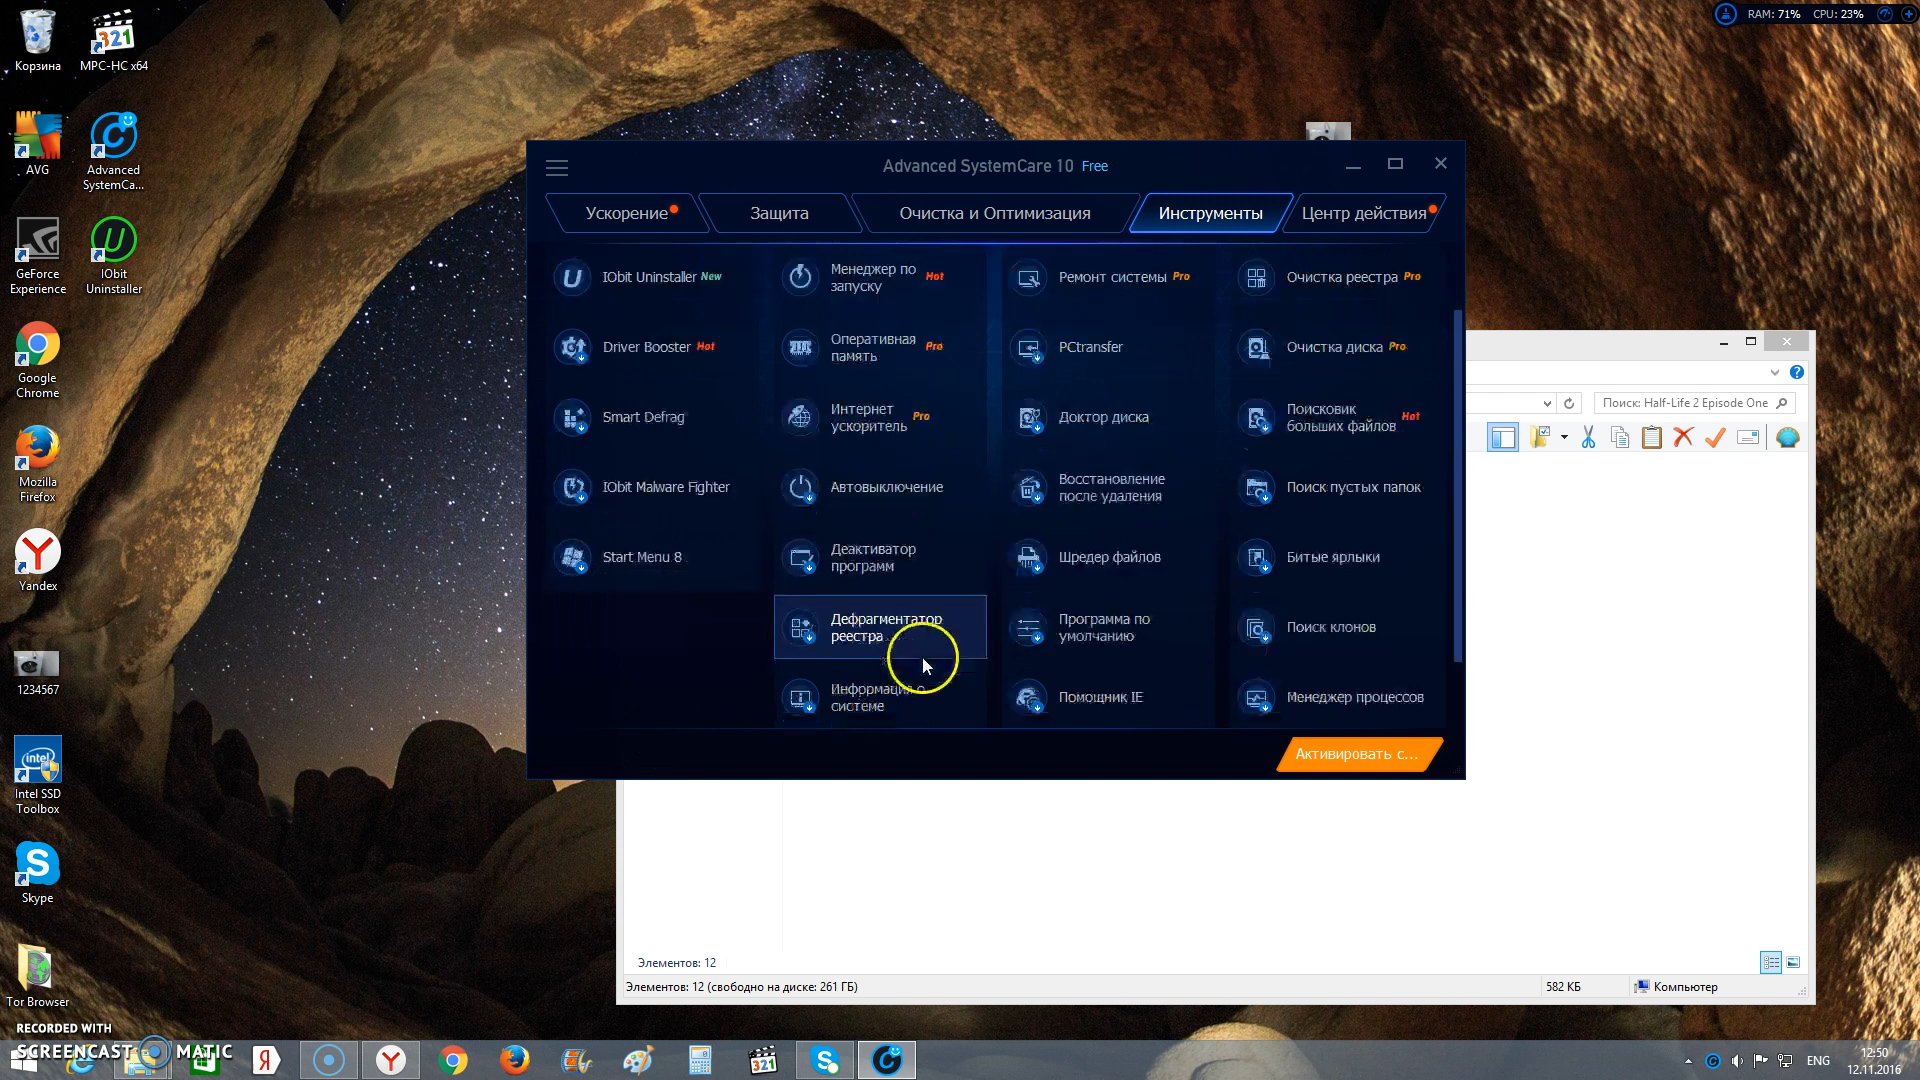 Корзина
MPC-HC x64
AVG
Advanced
SystemCa...
GeForce
Experience
IObit
Uninstaller
Google
Chrome
Mozilla
Firefox
Yandex
1234567
Intel SSD
Toolbox
Skype
Tor Browser
RAM: 71% CPU: 23%
Advanced SystemCare 10 Free
Ускорение
Защита
Очистка и Оптимизация
Инструменты
Центр действия
IObit Uninstaller New
Менеджер по
запуску
Hot
Ремонт системы Pro
Очистка реестра Pro
Driver Booster Hot
Оперативная
память
Pro
PCtransfer
Очистка диска Pro
Smart Defrag
Интернет
ускоритель
Pro
Доктор диска
Поисковик
больших файлов
Hot
IObit Malware Fighter
Автовыключение
Восстановление
после удаления
Поиск пустых папок
Start Menu 8
Деактиватор
программ
Шредер файлов
Битые ярлыки
Дефрагментатор
реестра
Программа по
умолчанию
Поиск клонов
Информация о
системе
Помощник IE
Менеджер процессов
Активировать с...
Поиск: Half-Life 2 Episode One
Элементов: 12
Элементов: 12 (свободно на диске: 261 ГБ)
582 КБ
Компьютер
RECORDED WITH
SCREENCAST MATIC
ENG
12:50
12.11.2016